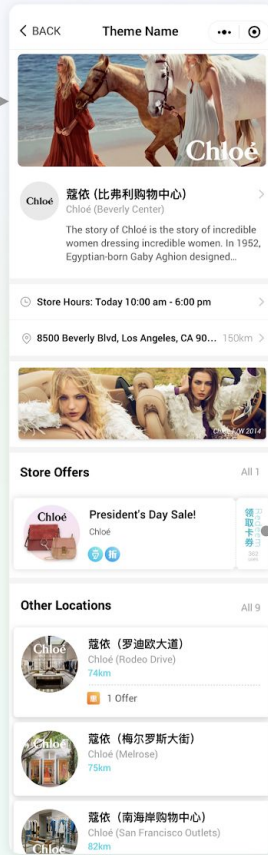 BACK
Theme Name
Chloé
Chloé
蔻依 (比弗利购物中心)
Chloé (Beverly Center)
The story of Chloé is the story of incredible
women dressing incredible women. In 1952,
Egyptian-born Gaby Aghion designed...
Store Hours: Today 10:00 am - 6:00 pm
8500 Beverly Blvd, Los Angeles, CA 90...
150km
Chloé F/W 2014
Store Offers
All 1
Chloé
President's Day Sale!
Chloé
领取卡券
Redeem
Other Locations
All 9
Chloé
蔻依（罗迪欧大道）
Chloé (Rodeo Drive)
74km
1 Offer
Chloé
蔻依（梅尔罗斯大街）
Chloé (Melrose)
75km
Chloé
蔻依（南海岸购物中心）
Chloé (San Francisco Outlets)
82km